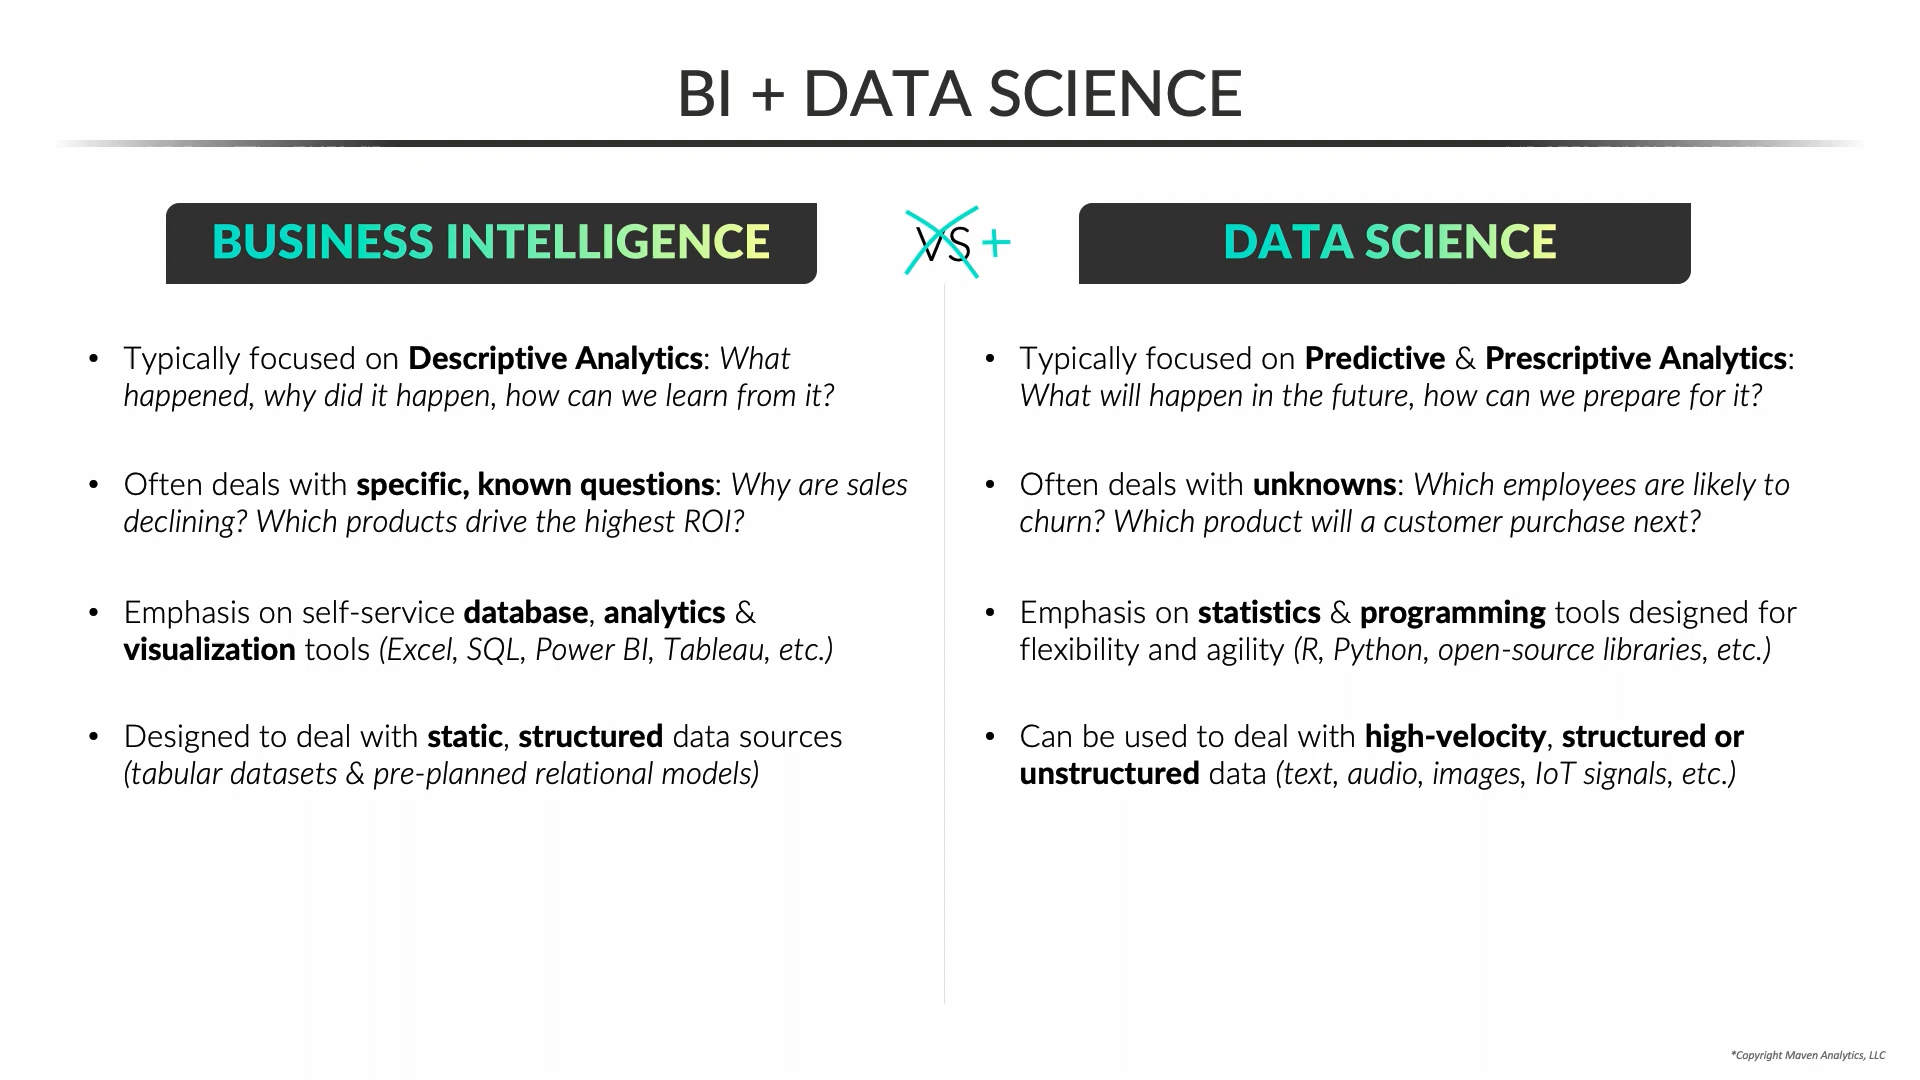 BI + DATA SCIENCE
BUSINESS INTELLIGENCE
VS +
DATA SCIENCE
• Typically focused on Descriptive Analytics: What
happened, why did it happen, how can we learn from it?
• Often deals with specific, known questions: Why are sales
declining? Which products drive the highest ROI?
• Emphasis on self-service database, analytics &
visualization tools (Excel, SQL, Power BI, Tableau, etc.)
• Designed to deal with static, structured data sources
(tabular datasets & pre-planned relational models)
• Typically focused on Predictive & Prescriptive Analytics:
What will happen in the future, how can we prepare for it?
• Often deals with unknowns: Which employees are likely to
churn? Which product will a customer purchase next?
• Emphasis on statistics & programming tools designed for
flexibility and agility (R, Python, open-source libraries, etc.)
• Can be used to deal with high-velocity, structured or
unstructured data (text, audio, images, IoT signals, etc.)
*Copyright Maven Analytics, LLC